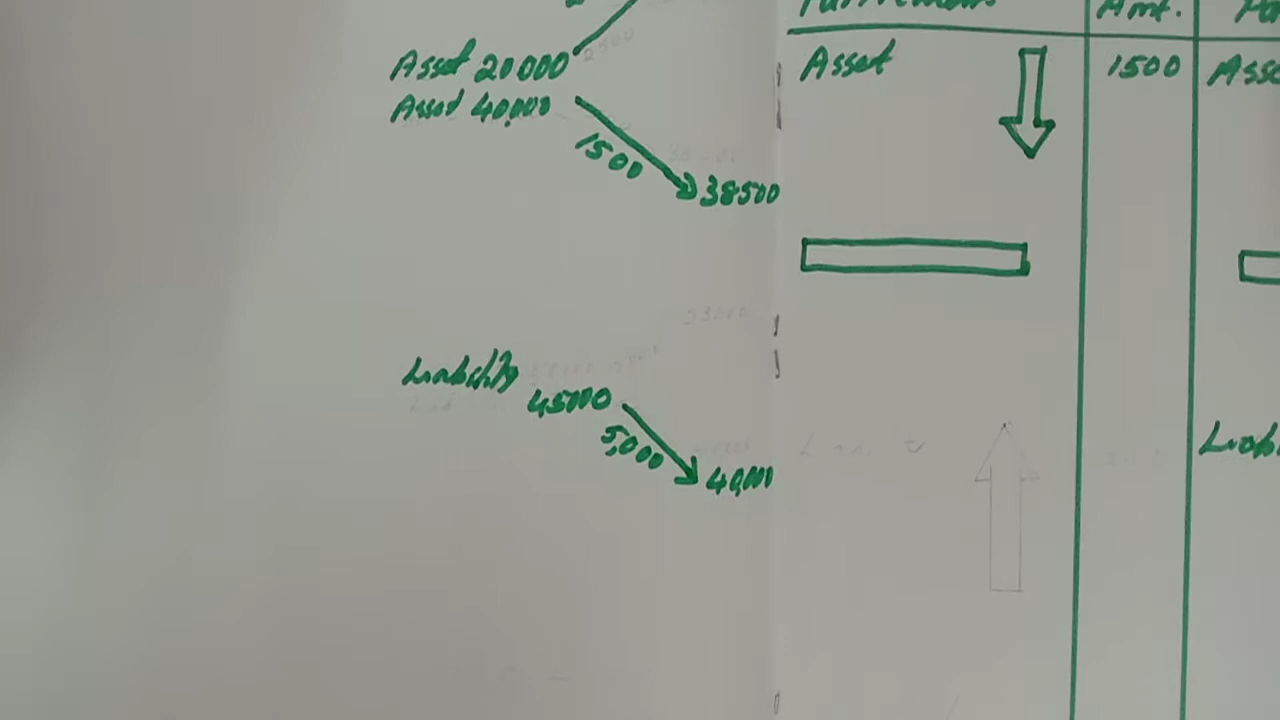 Amt.
Asset 20000
Asset 40,000
1500
38500
Asset
1500
Liability
45000
5,000
40,000